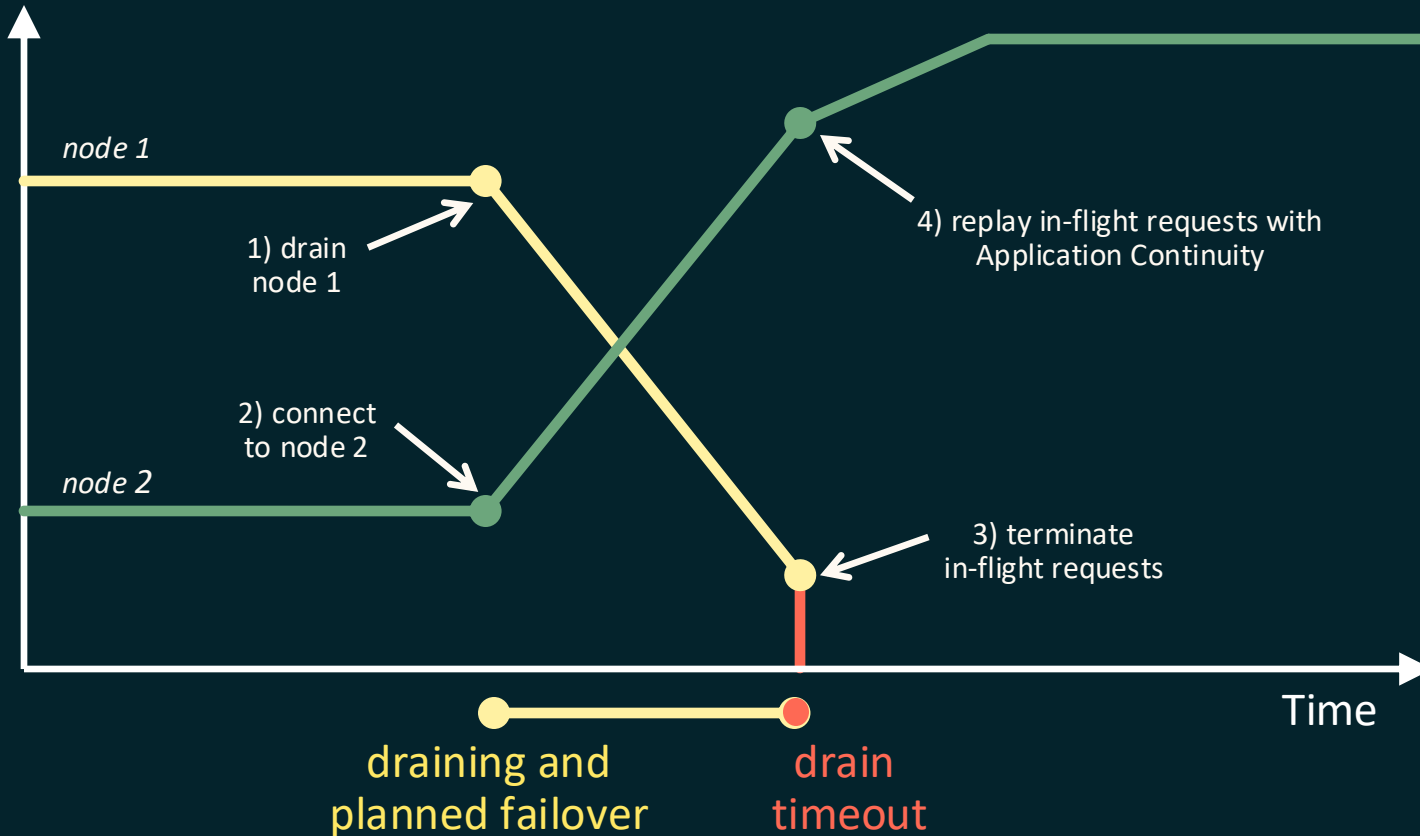 node 1
1) drain
node 1
4) replay in-flight requests with
Application Continuity
2) connect
to node 2
node 2
3) terminate
in-flight requests
Time
draining and
planned failover
drain
timeout